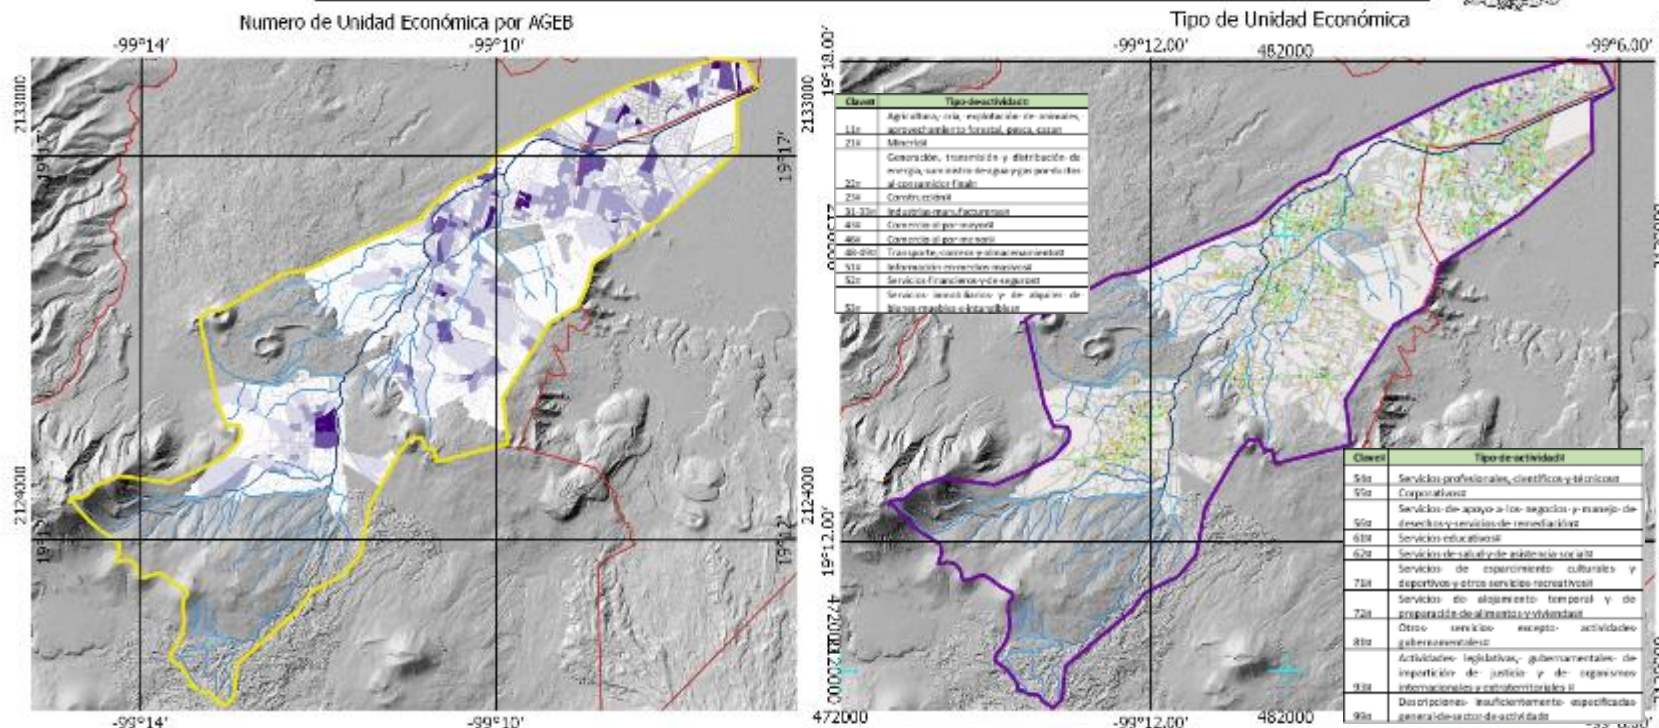 Numero de Unidad Económica por AGEB
Tipo de Unidad Económica
-99°14'
-99°10'
-99°12.00'
482000
-99°6.00'
2133000
19°17'
19°17'
2133000
19°18.00'
Clave Tipo de actividad
Agricultura, cría, explotación de animales,
11 aprovechamiento forestal, pesca, caza
21 Minería
Generación, transmisión y distribución de
energía, suministro de agua y gas por ductos
22 al consumidor final
23 Construcción
31-33 Industrias manufactureras
43 Comercio al por mayor
46 Comercio al por menor
48-49 Transporte, correos y almacenamiento
51 Información en medios masivos
52 Servicios financieros y de seguros
Servicios inmobiliarios y de alquiler de
53 bienes muebles e intangibles
2124000
19°12'
19°12'
2124000
19°12.00'
Clave Tipo de actividad
54 Servicios profesionales, científicos y técnicos
55 Corporativos
Servicios de apoyo a los negocios y manejo de
56 desechos y servicios de remediación
61 Servicios educativos
62 Servicios de salud y de asistencia social
Servicios de esparcimiento culturales y
71 deportivos y otros servicios recreativos
Servicios de alojamiento temporal y de
72 preparación de alimentos y viviendas
Otros servicios excepto actividades
81 gubernamentales
Actividades legislativas, gubernamentales de
impartición de justicia y de organismos
93 internacionales y extraterritoriales
Descripciones insuficientemente especificadas
99 general de sector de actividad
-99°14'
-99°10'
472000
-99°12.00'
482000